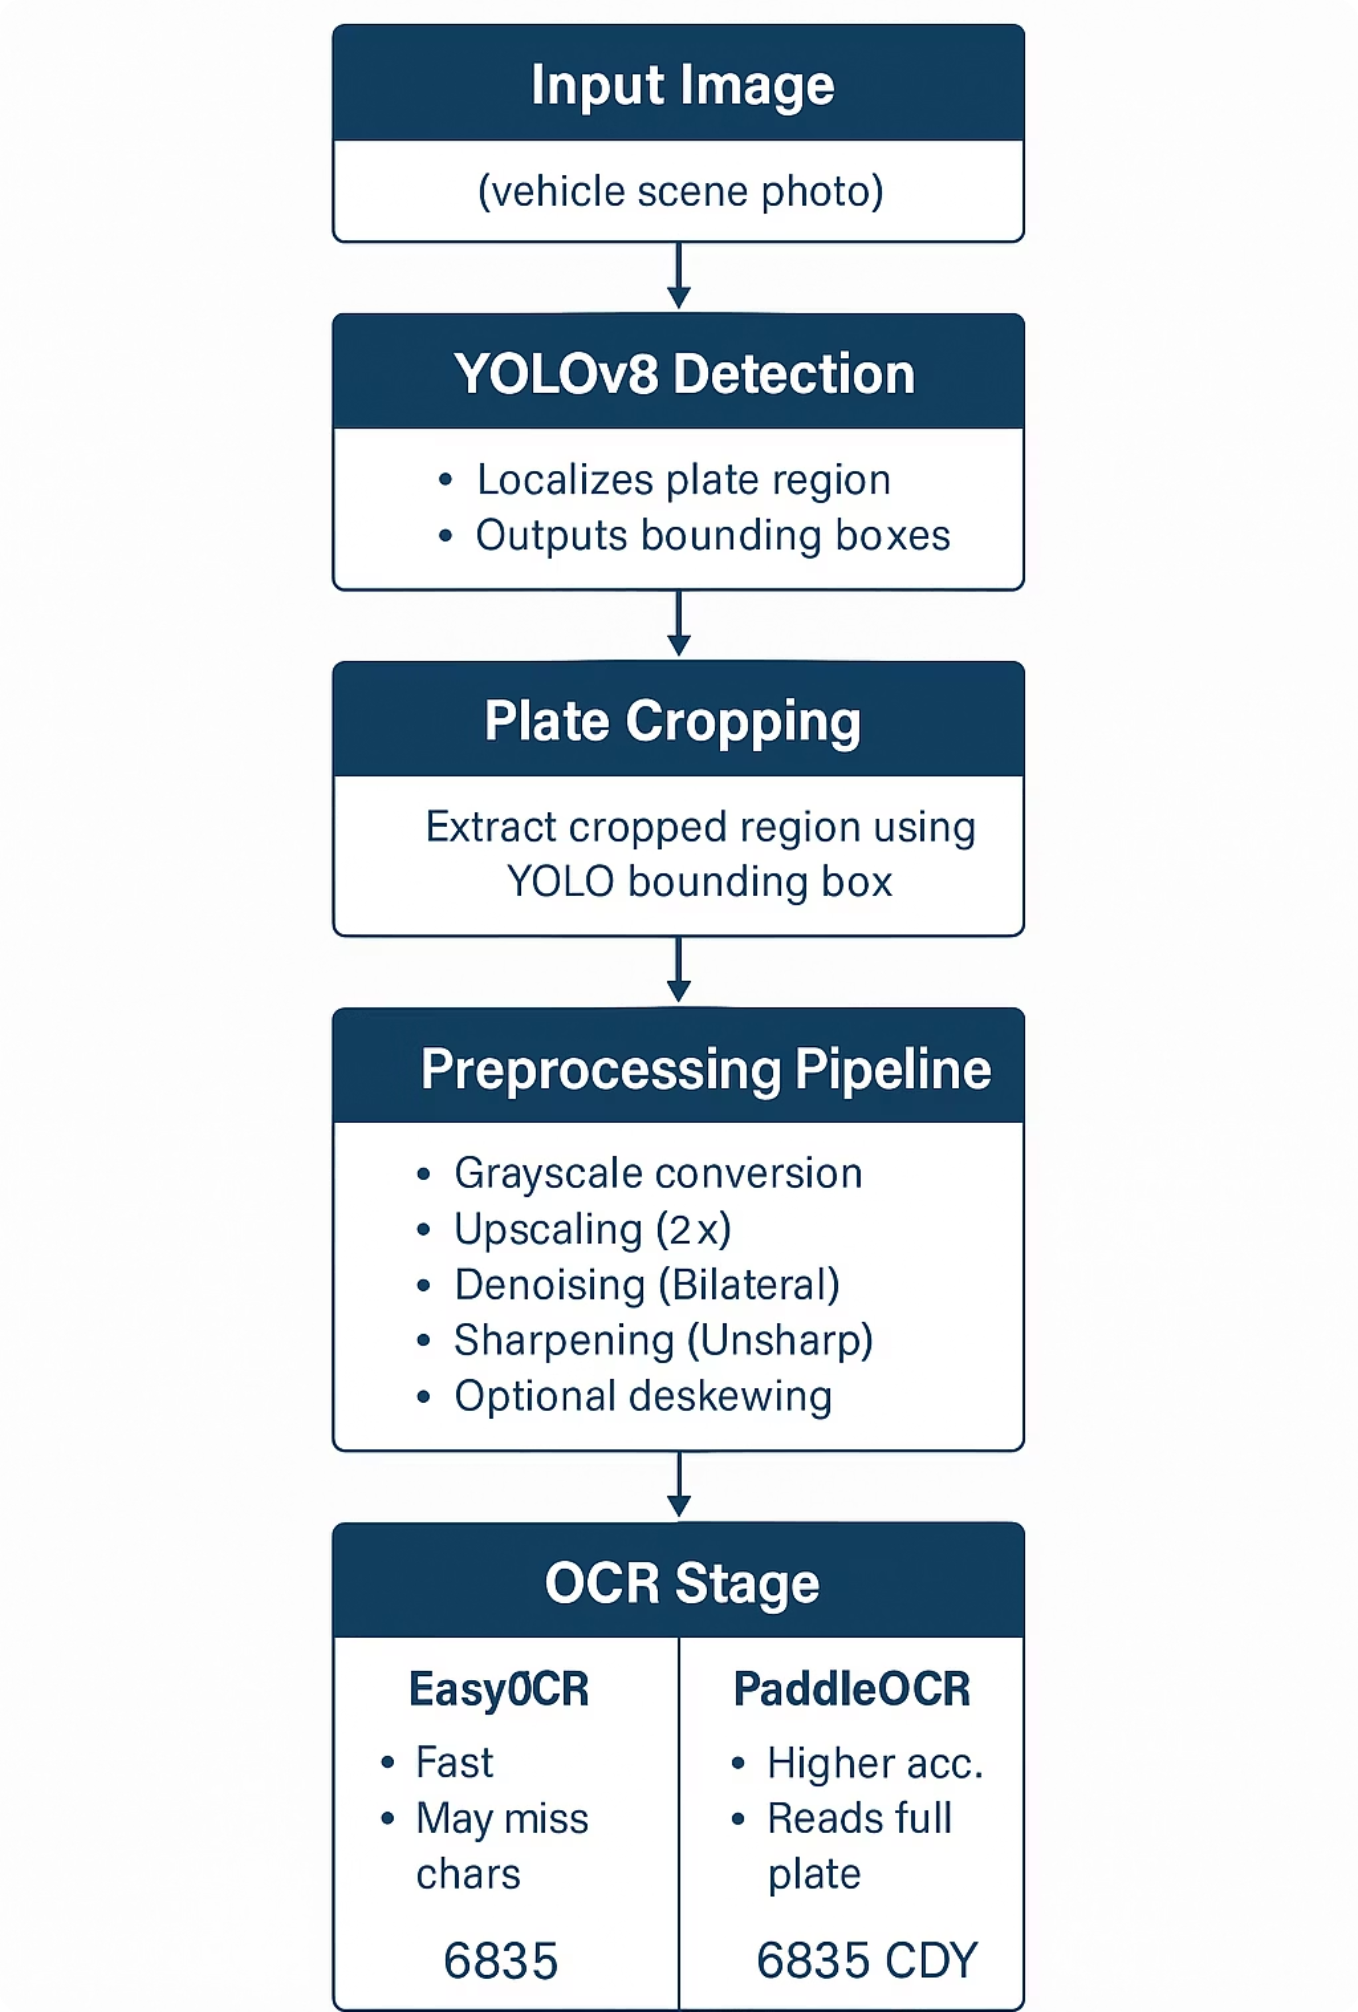 Input Image
(vehicle scene photo)
YOLOv8 Detection
• Localizes plate region
• Outputs bounding boxes
Plate Cropping
Extract cropped region using
YOLO bounding box
Preprocessing Pipeline
• Grayscale conversion
• Upscaling (2x)
• Denoising (Bilateral)
• Sharpening (Unsharp)
• Optional deskewing
OCR Stage
EasyOCR
• Fast
• May miss
chars
6835
PaddleOCR
• Higher acc.
• Reads full
plate
6835 CDY